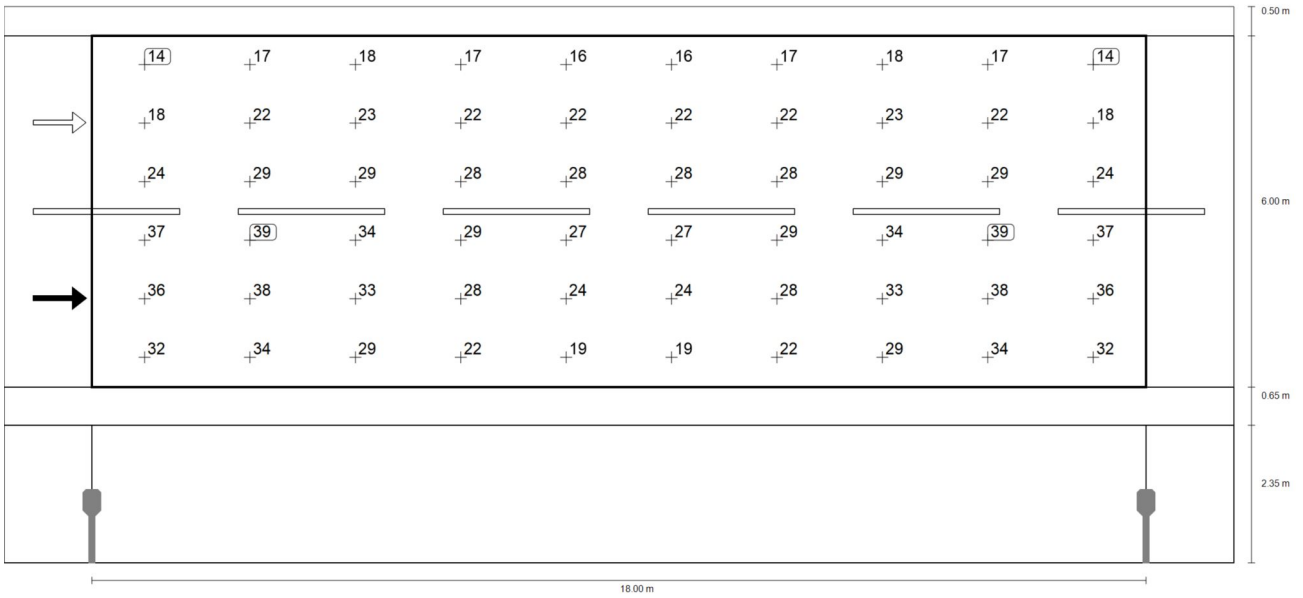 0.50 m
14 17 18 17 16 16 17 18 17 14
18 22 23 22 22 22 22 23 22 18
24 29 29 28 28 28 28 29 29 24
6.00 m
37 39 34 29 27 27 29 34 39 37
36 38 33 28 24 24 28 33 38 36
32 34 29 22 19 19 22 29 34 32
0.65 m
2.35 m
18.00 m